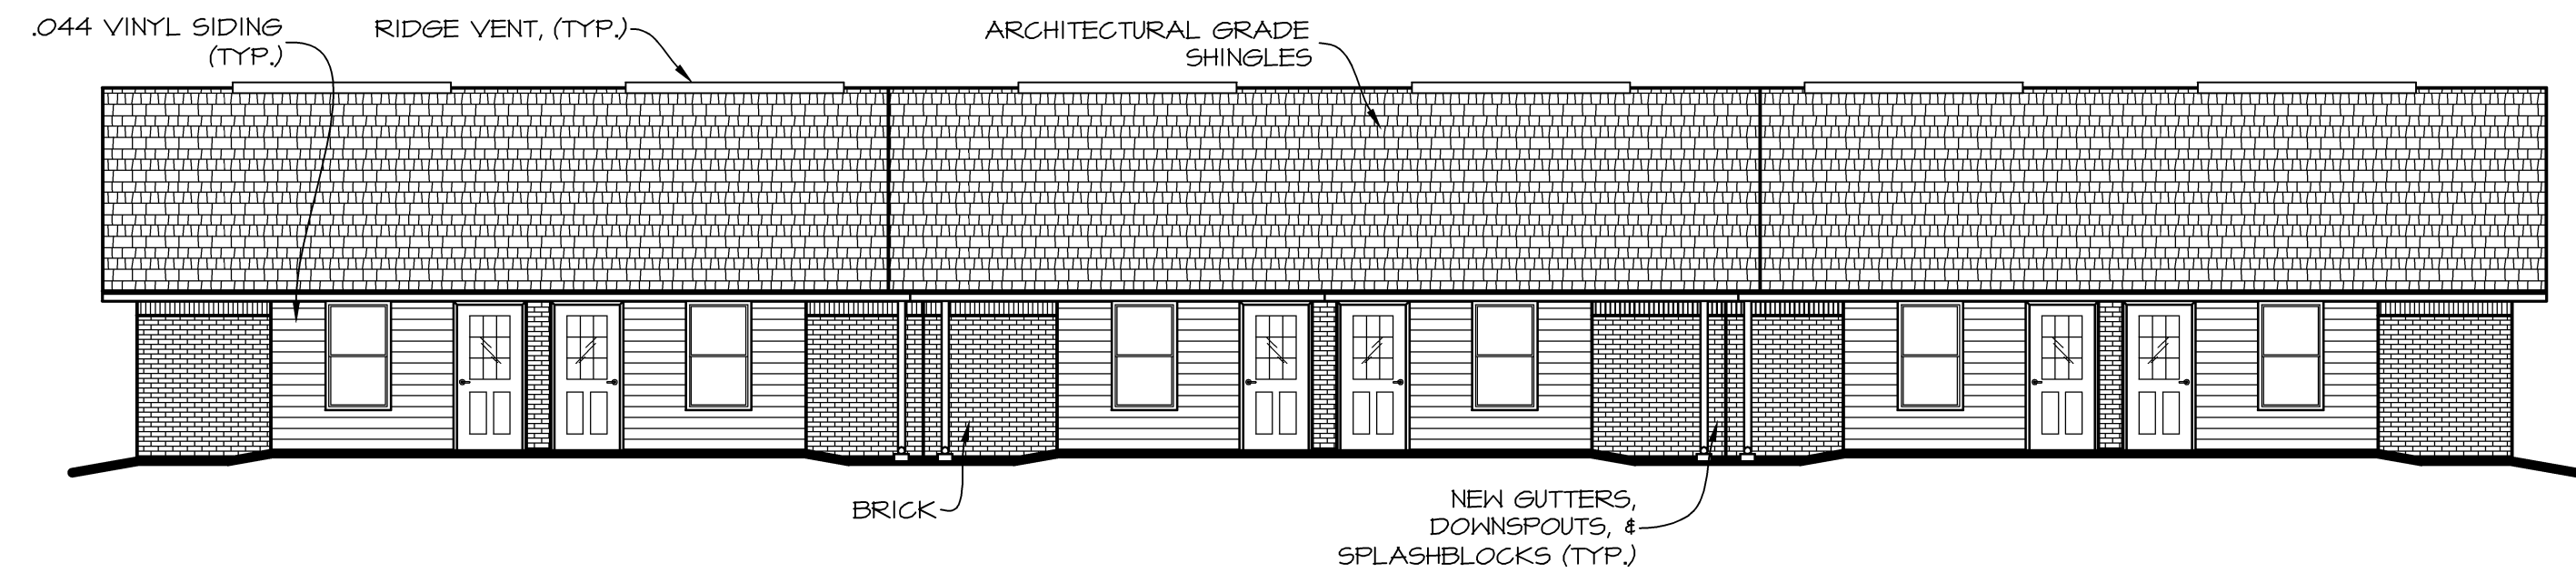 .044 VINYL SIDING
(TYP.)
RIDGE VENT, (TYP.)
ARCHITECTURAL GRADE
SHINGLES
BRICK
NEW GUTTERS,
DOWNSPOUTS, &
SPLASHBLOCKS (TYP.)